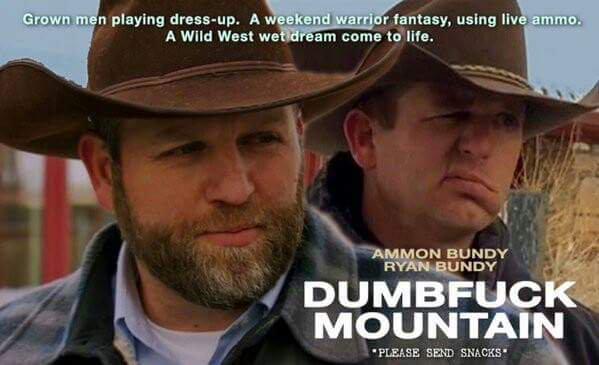 Grown men playing dress-up.  A weekend warrior fantasy, using live ammo.
A Wild West wet dream come to life.
AMMON BUNDY
RYAN BUNDY
DUMBFUCK
MOUNTAIN
"PLEASE SEND SNACKS"